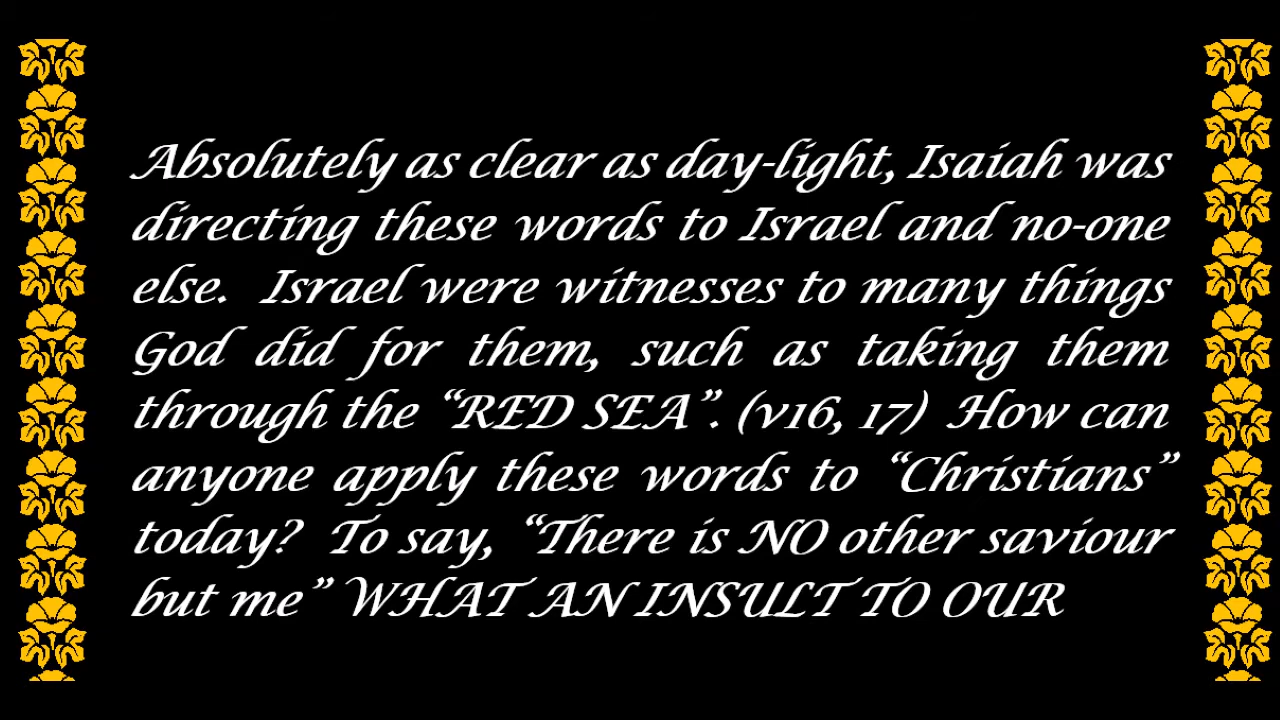 Absolutely as clear as day-light, Isaiah was
directing these words to Israel and no-one
else. Israel were witnesses to many things
God did for them, such as taking them
through the “RED SEA”. (v16, 17) How can
anyone apply these words to “Christians”
today? To say, “There is NO other saviour
but me” WHAT AN INSULT TO OUR